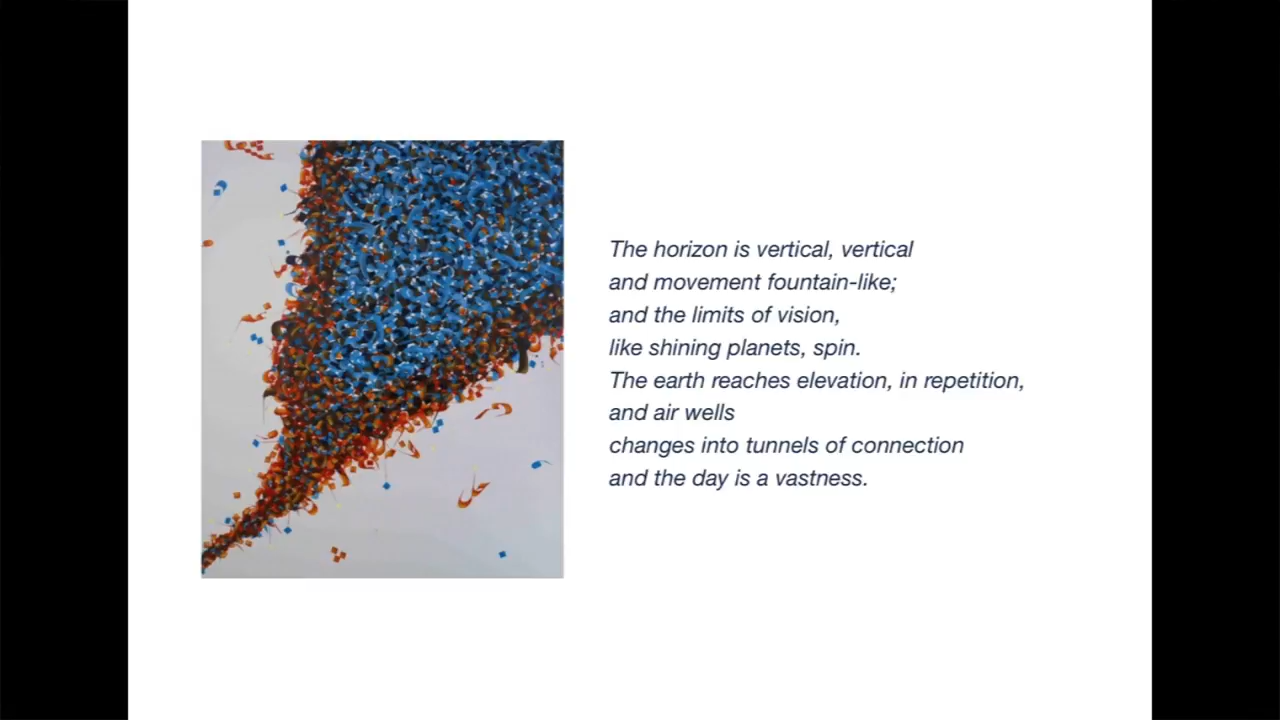 The horizon is vertical, vertical
and movement fountain-like;
and the limits of vision,
like shining planets, spin.
The earth reaches elevation, in repetition,
and air wells
changes into tunnels of connection
and the day is a vastness.